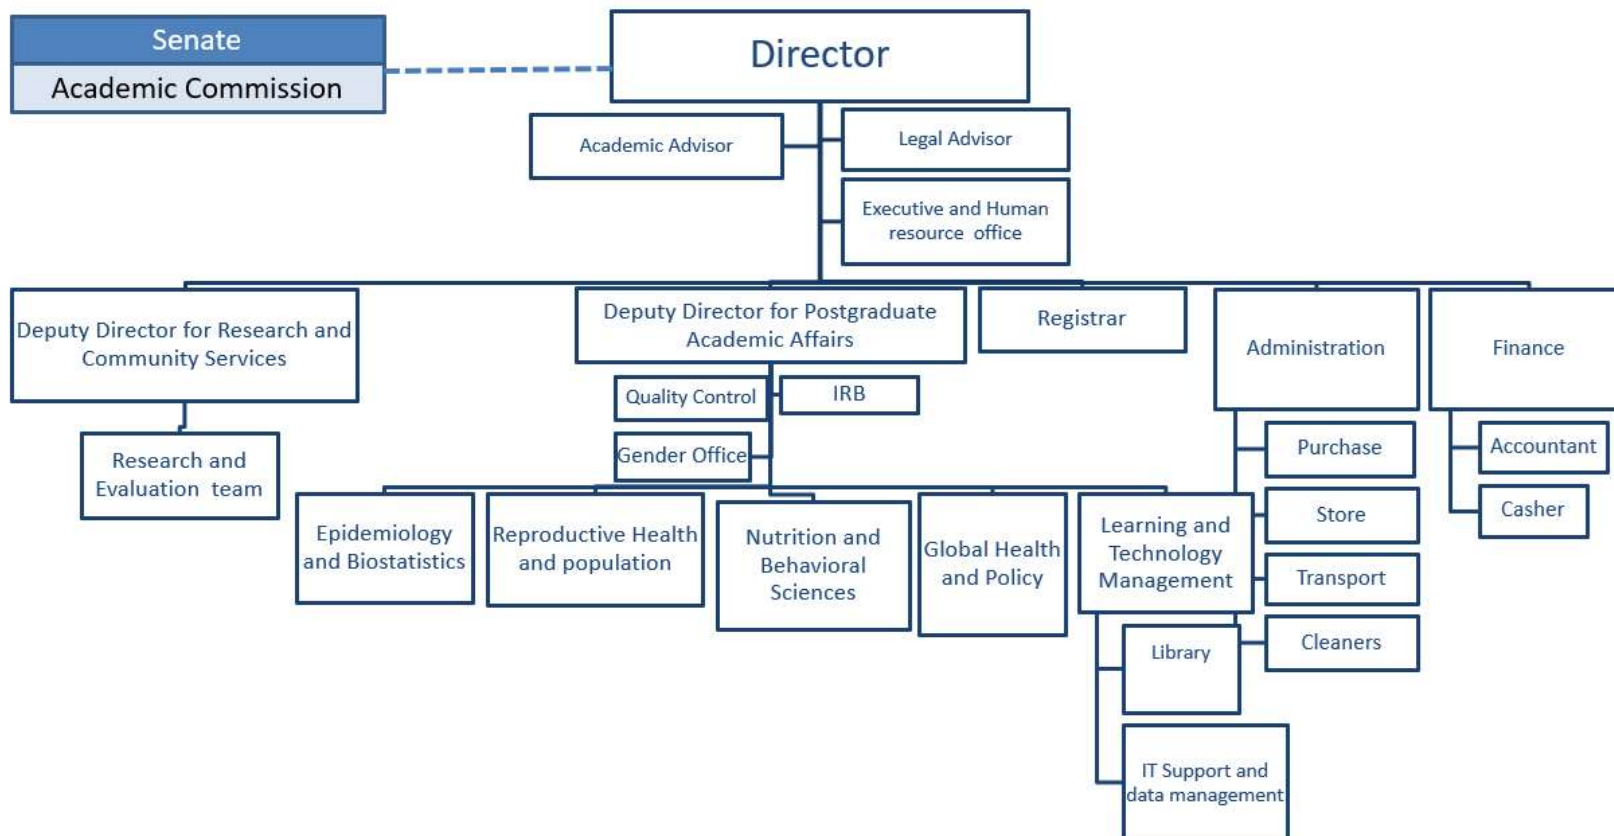 Senate
Academic Commission
Director
Academic Advisor
Legal Advisor
Executive and Human
resource office
Deputy Director for Research and
Community Services
Deputy Director for Postgraduate
Academic Affairs
Registrar
Administration
Finance
Quality Control
IRB
Gender Office
Research and
Evaluation team
Epidemiology
and Biostatistics
Reproductive Health
and population
Nutrition and
Behavioral
Sciences
Global Health
and Policy
Learning and
Technology
Management
Library
IT Support and
data management
Purchase
Store
Transport
Cleaners
Accountant
Casher